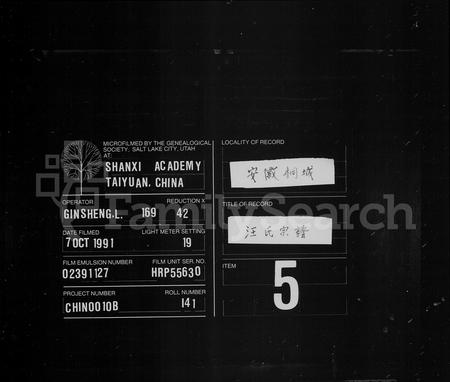 MICROFILMED BY THE GENEALOGICAL
SOCIETY, SALT LAKE CITY, UTAH
AT:
SHANXI ACADEMY
TAIYUAN, CHINA
OPERATOR REDUCTION X
GINSHENG.L. 169 42
DATE FILMED LIGHT METER SETTING
7 OCT 1991 19
FILM EMULSION NUMBER FILM UNIT SER. NO.
02391127 HRP55630
PROJECT NUMBER ROLL NUMBER
CHIN0010B 141
LOCALITY OF RECORD
安徽桐城
TITLE OF RECORD
汪氏宗譜
ITEM
5
FamilySearch